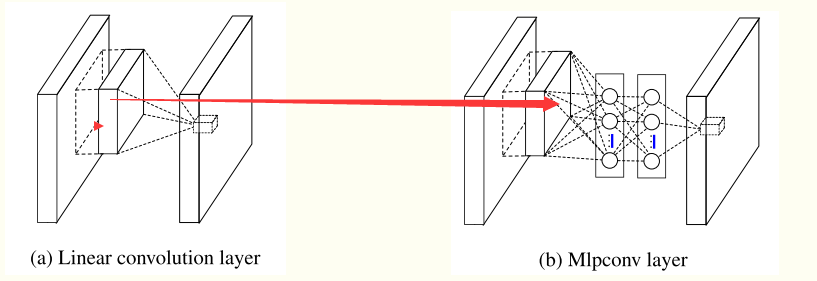 (a) Linear convolution layer
(b) Mlpconv layer